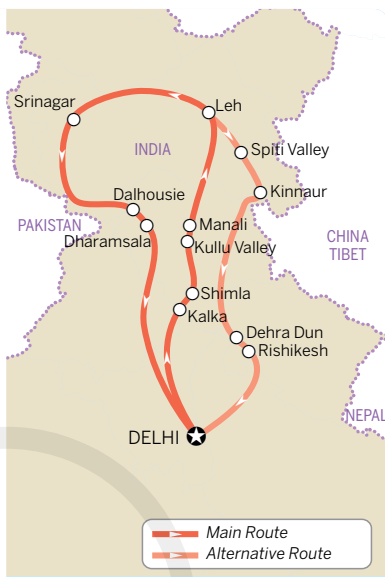 Srinagar
Leh
INDIA
Spiti Valley
Dalhousie
Kinnaur
PAKISTAN
Manali
Dharamsala
Kullu Valley
CHINA
TIBET
Shimla
Kalka
Dehra Dun
Rishikesh
NEPAL
DELHI
Main Route
Alternative Route